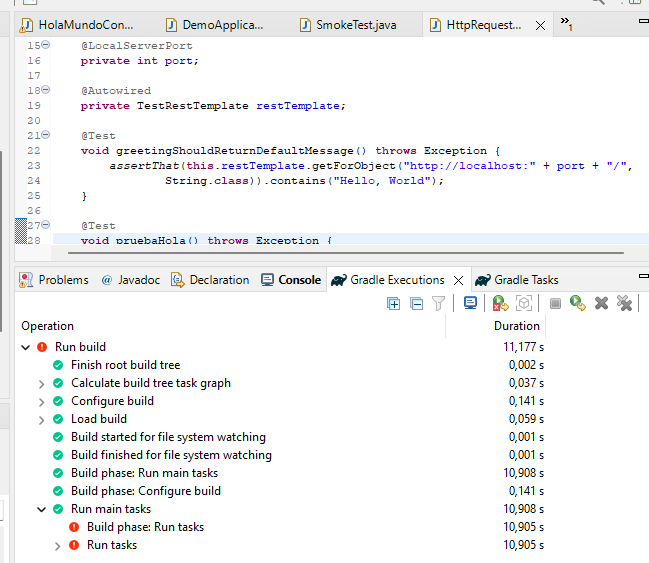 HolaMundoCon...
DemoApplica...
SmokeTest.java
HttpRequest...
»1
15 @LocalServerPort
16 private int port;
17
18 @Autowired
19 private TestRestTemplate restTemplate;
20
21 @Test
22 void greetingShouldReturnDefaultMessage() throws Exception {
23 assertThat(this.restTemplate.getForObject("http://localhost:" + port + "/",
24 String.class)).contains("Hello, World");
25 }
26
27 @Test
28 void pruebaHola() throws Exception {
Problems @ Javadoc Declaration Console Gradle Executions Gradle Tasks
Operation Duration
Run build 11,177 s
Finish root build tree 0,002 s
Calculate build tree task graph 0,037 s
Configure build 0,141 s
Load build 0,059 s
Build started for file system watching 0,001 s
Build finished for file system watching 0,001 s
Build phase: Run main tasks 10,908 s
Build phase: Configure build 0,141 s
Run main tasks 10,908 s
Build phase: Run tasks 10,905 s
Run tasks 10,905 s